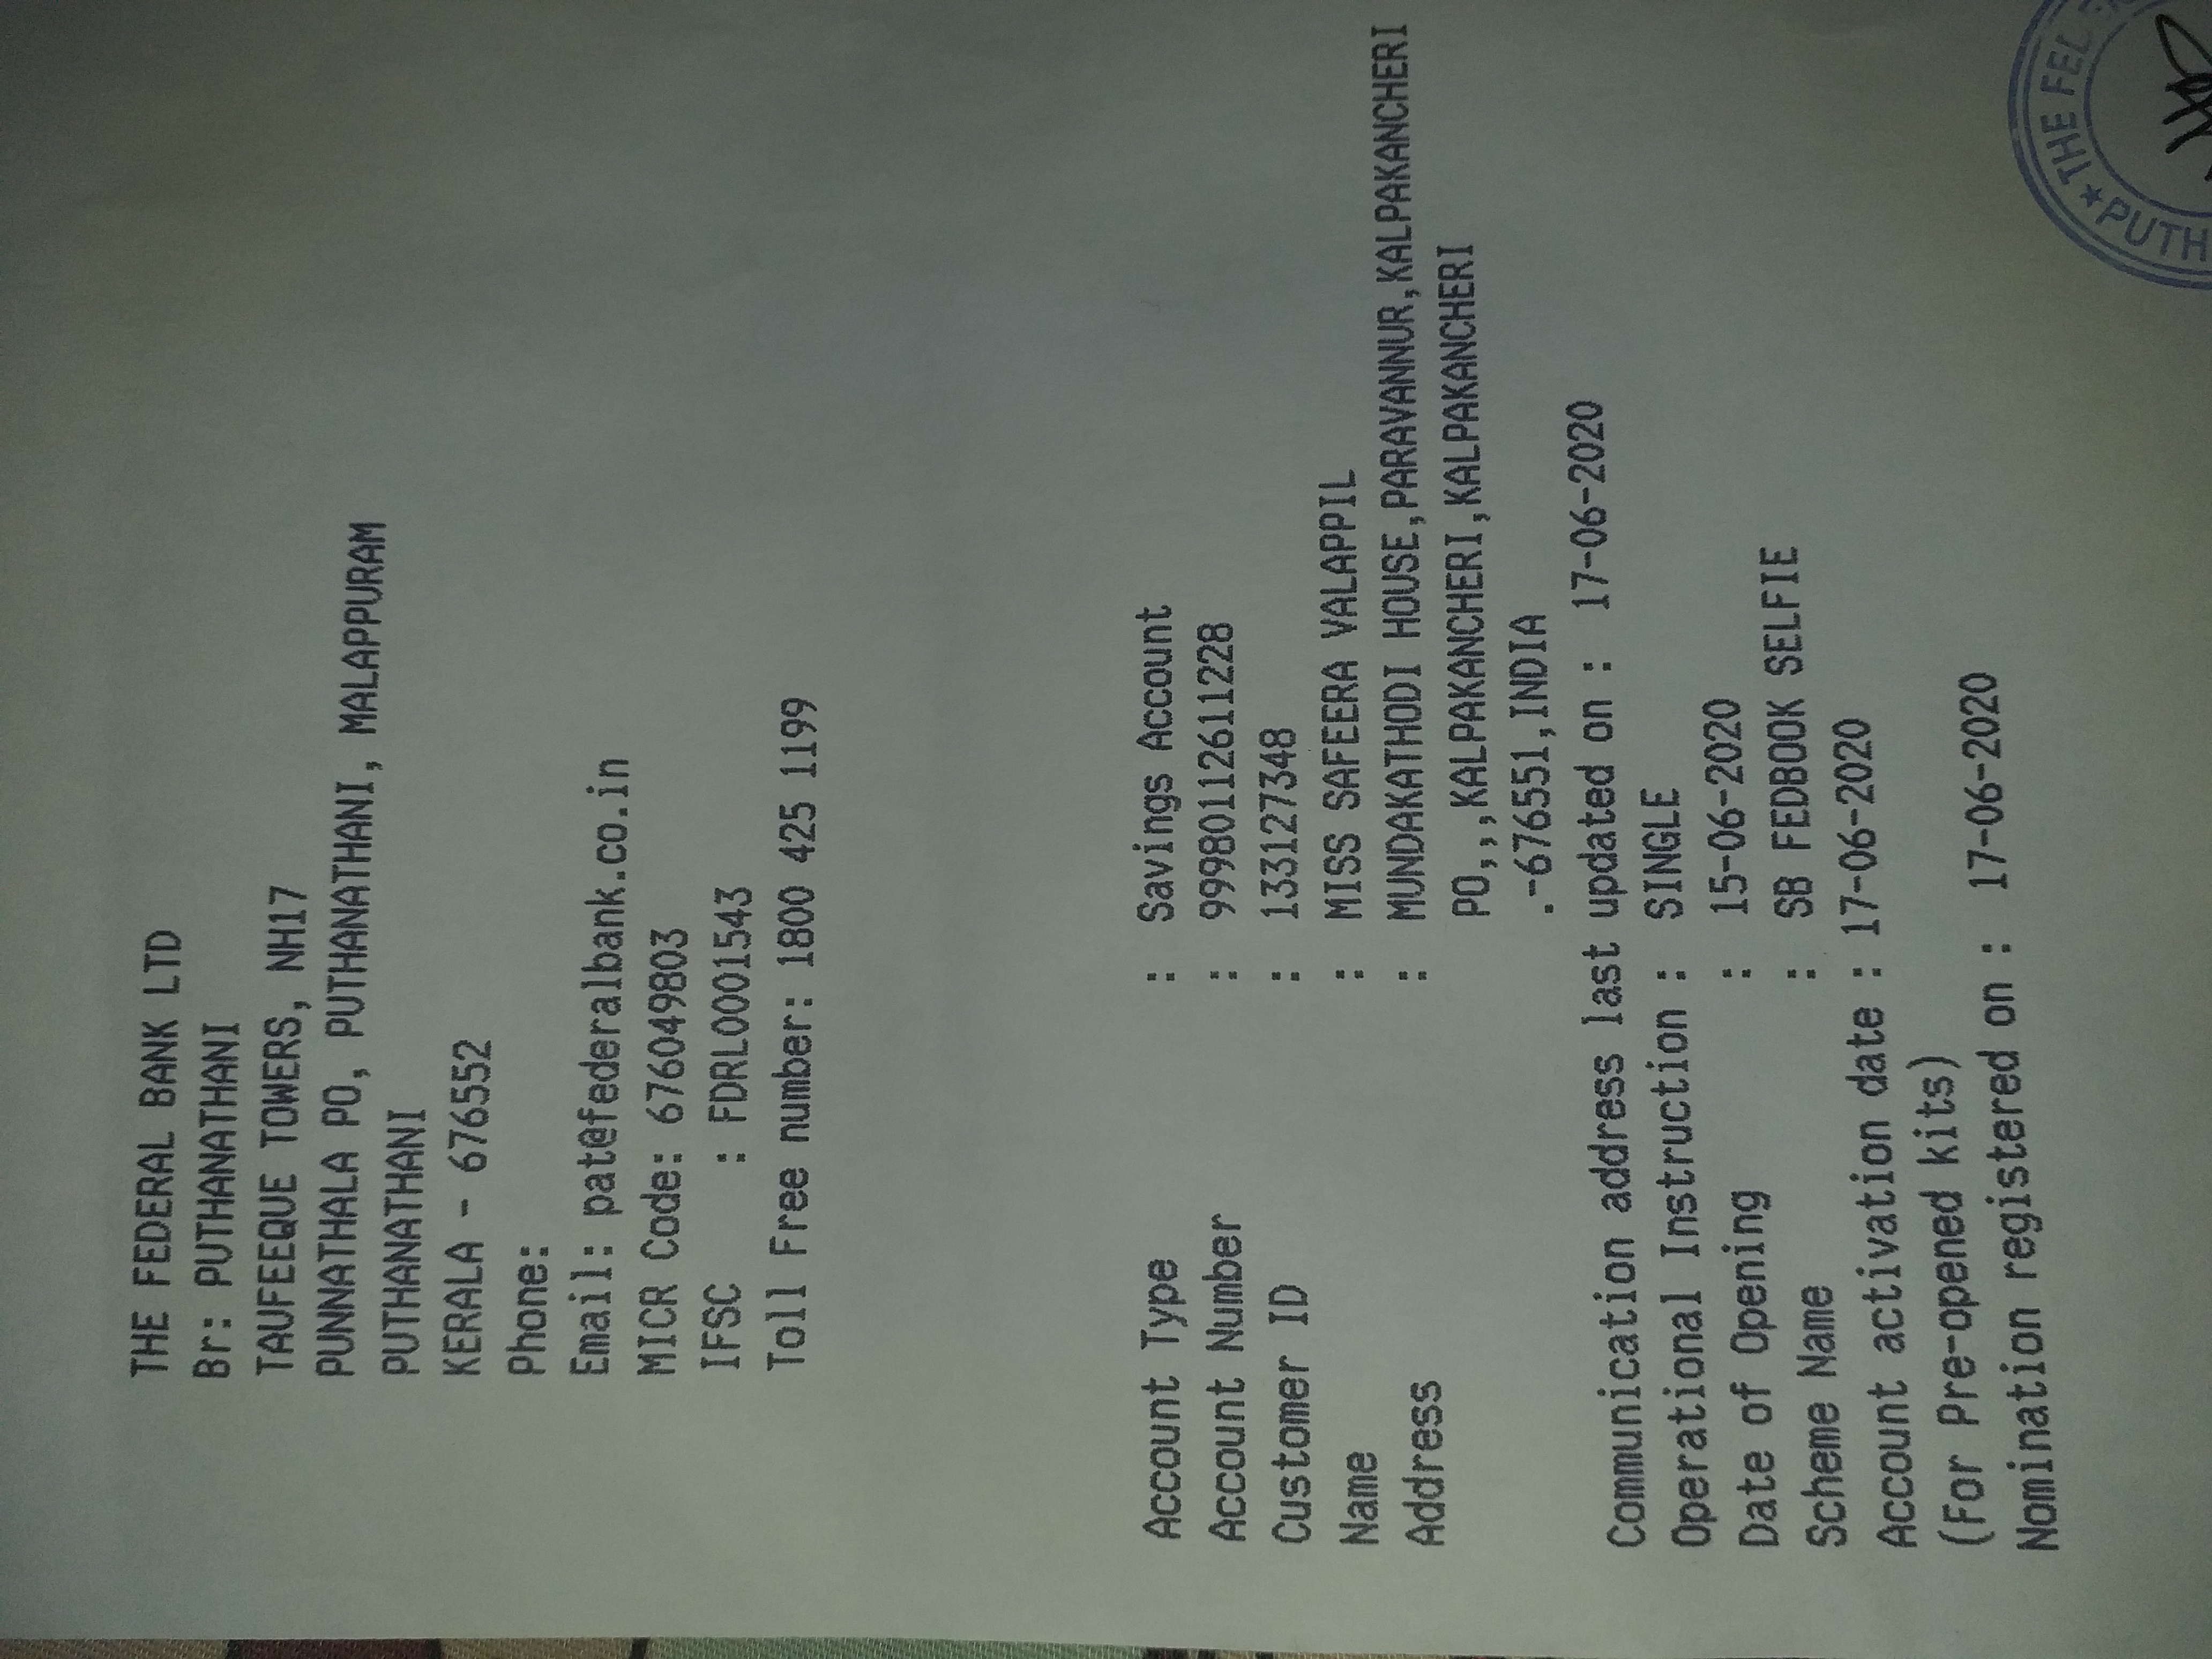 THE FEDERAL BANK LTD
Br: PUTHANATHANI
TAUFEEQUE TOWERS, NH17
PUNNATHALA PO, PUTHANATHANI, MALAPPURAM
PUTHANATHANI
KERALA - 676552
Phone:
Email: pat@federalbank.co.in
MICR Code: 676049803
IFSC : FDRL0001543
Toll Free number: 1800 425 1199
Account Type : Savings Account
Account Number : 99980112611228
Customer ID : 133127348
Name : MISS SAFEERA VALAPPIL
Address : MUNDAKATHODI HOUSE,PARAVANNUR,KALPAKANCHERI
PO,,,KALPAKANCHERI,KALPAKANCHERI
.-676551,INDIA
Communication address last updated on : 17-06-2020
Operational Instruction : SINGLE
Date of Opening : 15-06-2020
Scheme Name : SB FEDBOOK SELFIE
Account activation date : 17-06-2020
(For Pre-opened kits)
Nomination registered on : 17-06-2020
PUTH ★ THE FED